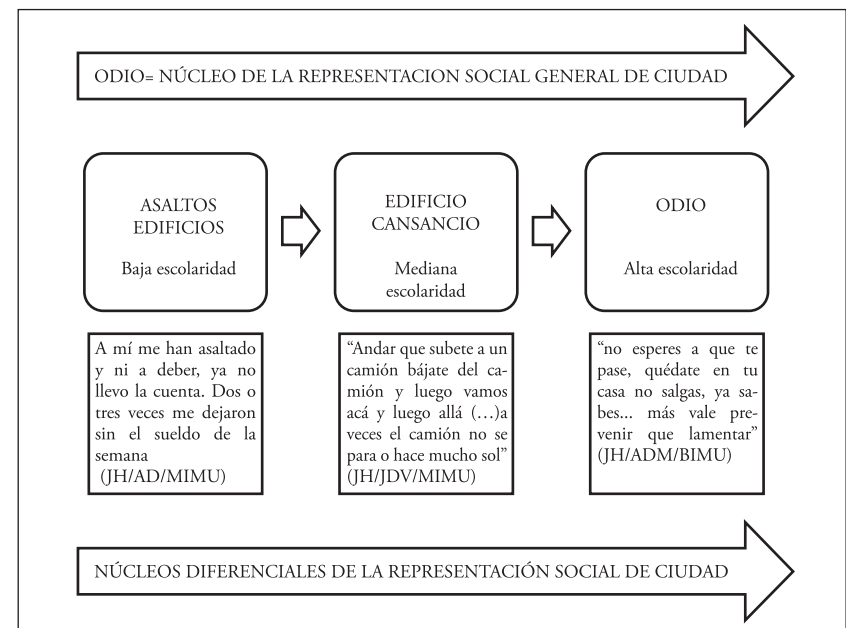 ODIO= NÚCLEO DE LA REPRESENTACION SOCIAL GENERAL DE CIUDAD
ASALTOS
EDIFICIOS
Baja escolaridad
EDIFICIO
CANSANCIO
Mediana
escolaridad
ODIO
Alta escolaridad
A mí me han asaltado
y ni a deber, ya no
llevo la cuenta. Dos o
tres veces me dejaron
sin el sueldo de la
semana
(JH/AD/MIMU)
“Andar que subete a un
camión bájate del ca-
mión y luego vamos
acá y luego allá (…)a
veces el camión no se
para o hace mucho sol”
(JH/JDV/MIMU)
“no esperes a que te
pase, quédate en tu
casa no salgas, ya sa-
bes... más vale pre-
venir que lamentar”
(JH/ADM/BIMU)
NÚCLEOS DIFERENCIALES DE LA REPRESENTACIÓN SOCIAL DE CIUDAD